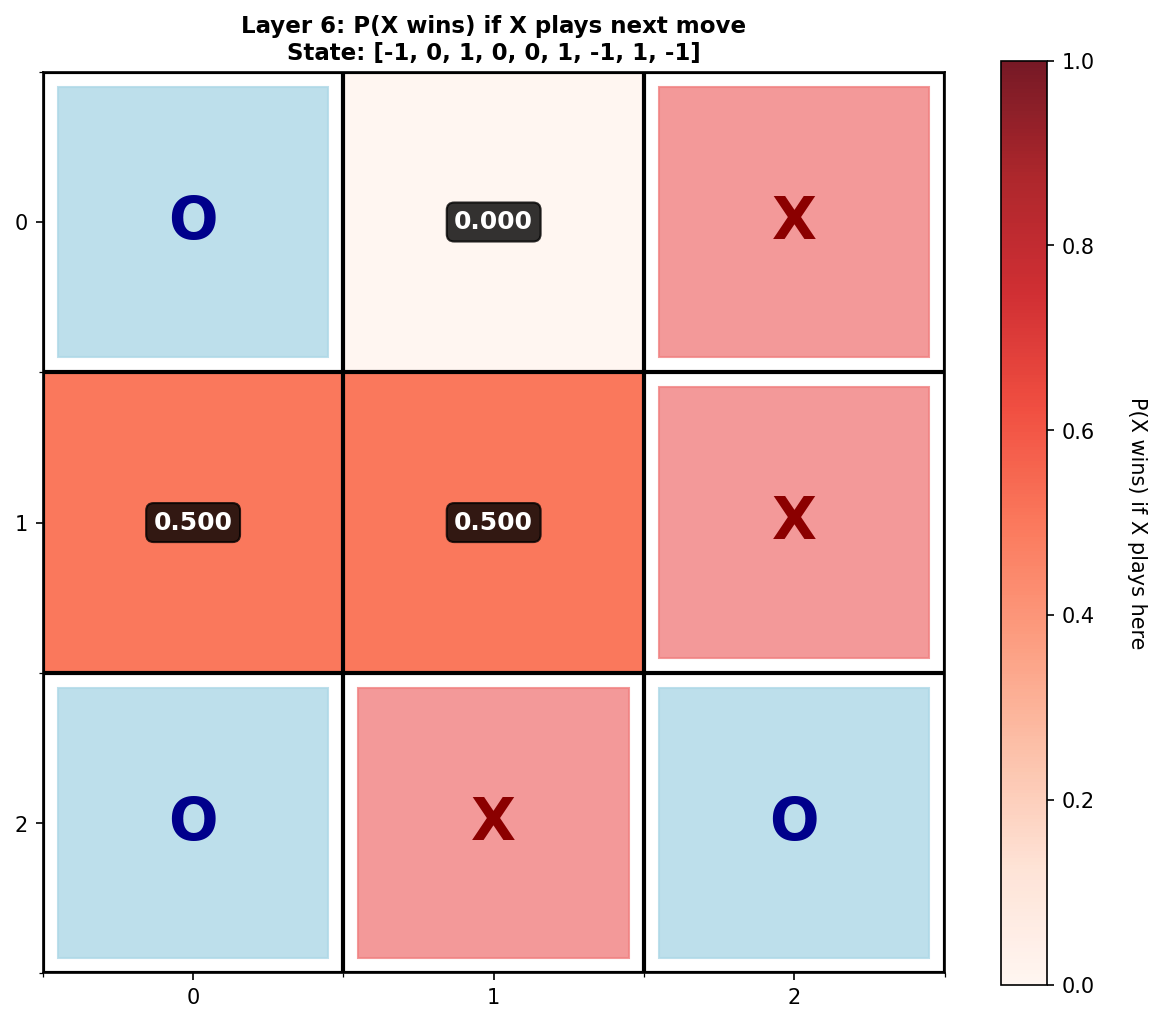 Layer 6: P(X wins) if X plays next move
State: [-1, 0, 1, 0, 0, 1, -1, 1, -1]
O
0.000
X
0
0.500
0.500
X
1
O
X
O
2
0
1
2
1.0
0.8
0.6
0.4
0.2
0.0
P(X wins) if X plays here